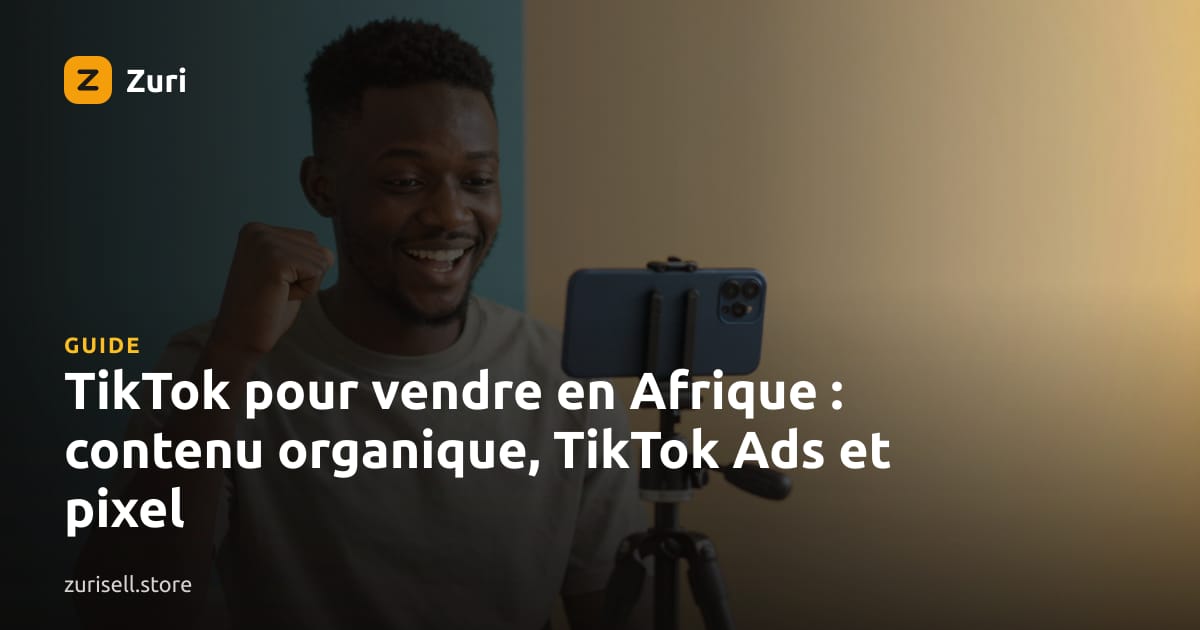 Z Zuri
GUIDE
TikTok pour vendre en Afrique :
contenu organique, TikTok Ads et
pixel
zurisell.store